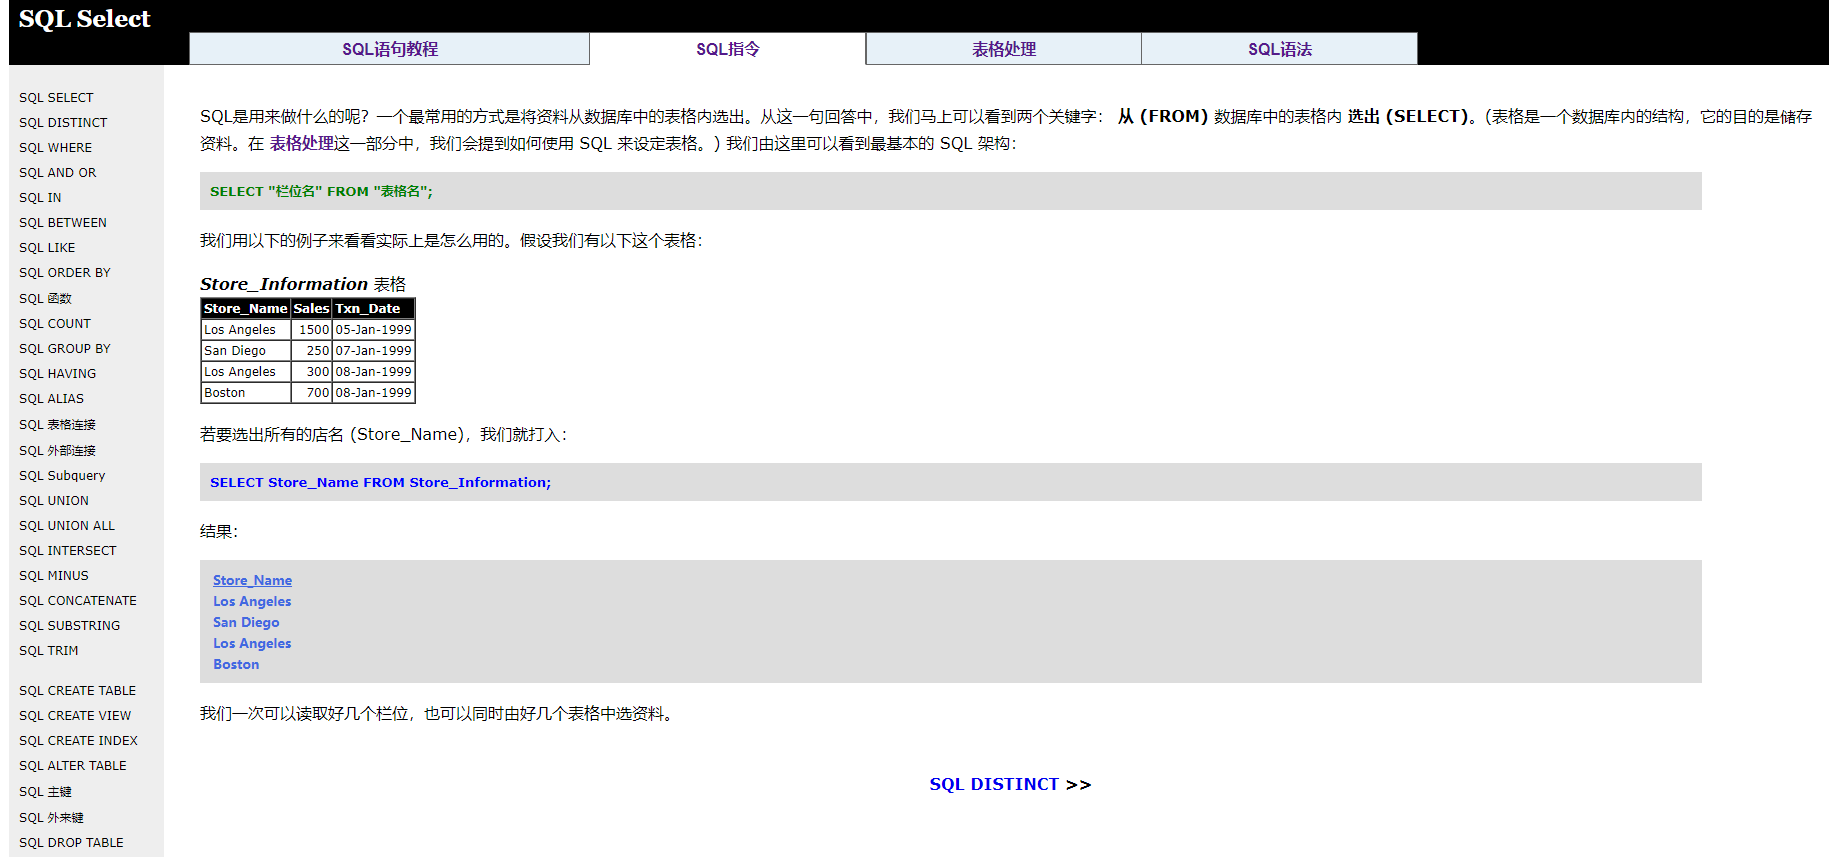 SQL Select
SQL语句教程
SQL指令
表格处理
SQL语法
SQL SELECT
SQL DISTINCT
SQL WHERE
SQL AND OR
SQL IN
SQL BETWEEN
SQL LIKE
SQL ORDER BY
SQL 函数
SQL COUNT
SQL GROUP BY
SQL HAVING
SQL ALIAS
SQL 表格连接
SQL 外部连接
SQL Subquery
SQL UNION
SQL UNION ALL
SQL INTERSECT
SQL MINUS
SQL CONCATENATE
SQL SUBSTRING
SQL TRIM
SQL CREATE TABLE
SQL CREATE VIEW
SQL CREATE INDEX
SQL ALTER TABLE
SQL 主键
SQL 外来键
SQL DROP TABLE
SQL是用来做什么的呢？一个最常用的方式是将资料从数据库中的表格内选出。从这一句回答中，我们马上可以看到两个关键字： 从 (FROM) 数据库中的表格内 选出 (SELECT)。(表格是一个数据库内的结构，它的目的是储存
资料。在 表格处理这一部分中，我们会提到如何使用 SQL 来设定表格。) 我们由这里可以看到最基本的 SQL 架构：
SELECT "栏位名" FROM "表格名";
我们用以下的例子来看看实际上是怎么用的。假设我们有以下这个表格：
Store_Information 表格
Store_Name Sales Txn_Date
Los Angeles 1500 05-Jan-1999
San Diego 250 07-Jan-1999
Los Angeles 300 08-Jan-1999
Boston 700 08-Jan-1999
若要选出所有的店名 (Store_Name)，我们就打入：
SELECT Store_Name FROM Store_Information;
结果：
Store_Name
Los Angeles
San Diego
Los Angeles
Boston
我们一次可以读取好几个栏位，也可以同时由好几个表格中选资料。
SQL DISTINCT >>